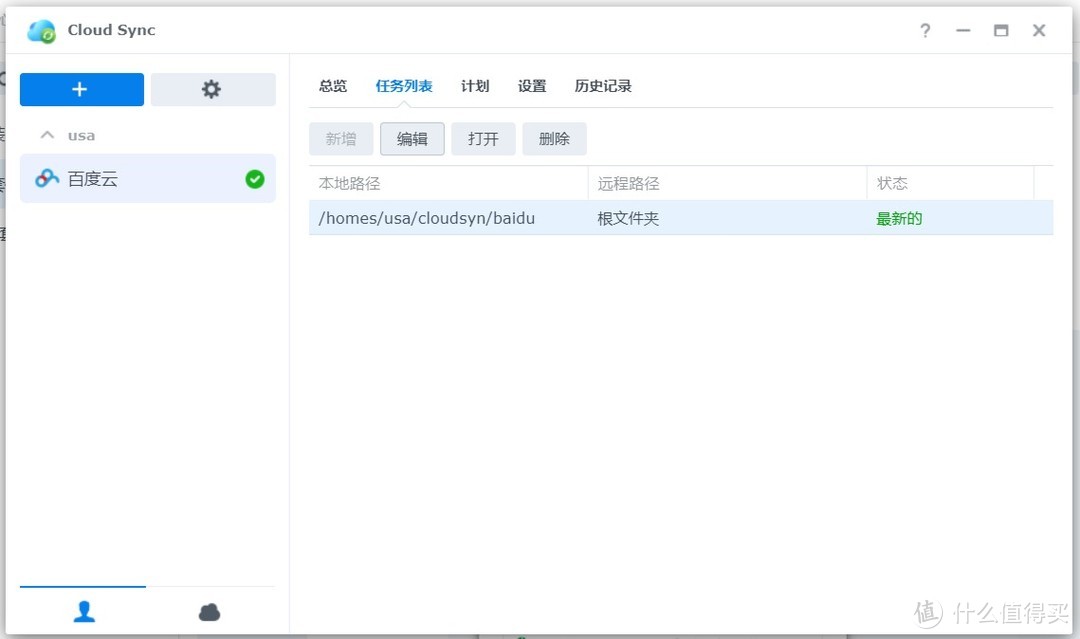 Cloud Sync
?
usa
百度云
总览 任务列表 计划 设置 历史记录
新增 编辑 打开 删除
本地路径 远程路径 状态
/homes/usa/cloudsyn/baidu 根文件夹 最新的
值 什么值得买